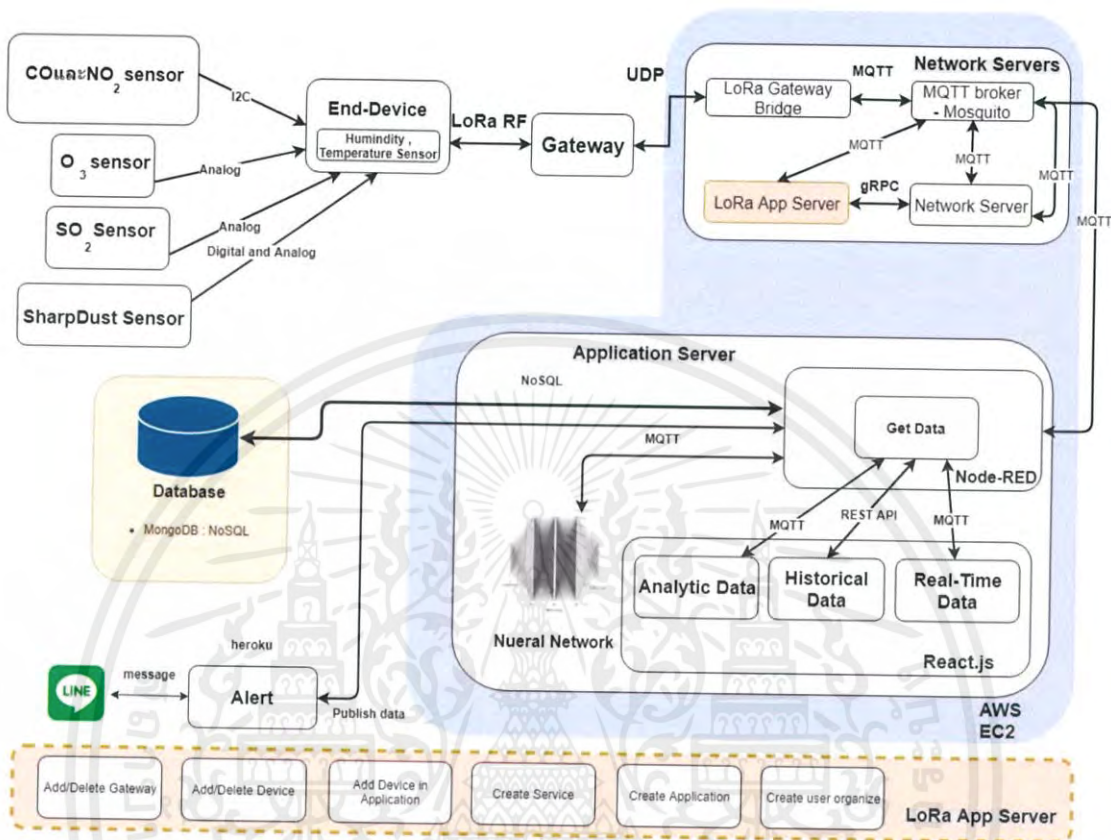 COและNO2 sensor
I2C
O3 sensor
Analog
SO2 Sensor
Analog
Digital and Analog
SharpDust Sensor
End-Device
Humindity ,
Temperature Sensor
LoRa RF
Gateway
UDP
Network Servers
LoRa Gateway
Bridge
MQTT
MQTT broker
- Mosquito
MQTT
MQTT
MQTT
MQTT
LoRa App Server
gRPC
Network Server
Application Server
NoSQL
MQTT
Get Data
Node-RED
MQTT
REST API
MQTT
Analytic Data
Historical
Data
Real-Time
Data
React.js
Nueral Network
AWS
EC2
Database
• MongoDB : NoSQL
heroku
LINE
message
Alert
Publish data
Add/Delete Gateway
Add/Delete Device
Add Device in
Application
Create Service
Create Application
Create user organize
LoRa App Server